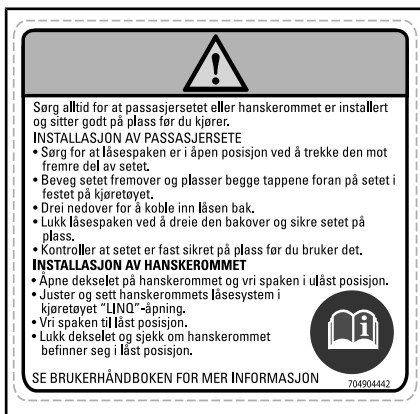 Sørg alltid for at passasjersetet eller hanskerommet er installert
og sitter godt på plass før du kjører.
INSTALLASJON AV PASSASJERSETE
• Sørg for at låsespaken er i åpen posisjon ved å trekke den mot
fremre del av setet.
• Beveg setet fremover og plasser begge tappene foran på setet i
festet på kjøretøyet.
• Drei nedover for å koble inn låsen bak.
• Lukk låsespaken ved å dreie den bakover og sikre setet på
plass.
• Kontroller at setet er fast sikret på plass før du bruker det.
INSTALLASJON AV HANSKEROMMET
• Åpne dekselet på hanskerommet og vri spaken i ulåst posisjon.
• Juster og sett hanskerommets låsesystem i
kjøretøyet "LINQ"-åpning.
• Vri spaken til låst posisjon.
• Lukk dekselet og sjekk om hanskerommet
befinner seg i låst posisjon.
SE BRUKERHÅNDBOKEN FOR MER INFORMASJON
704904442